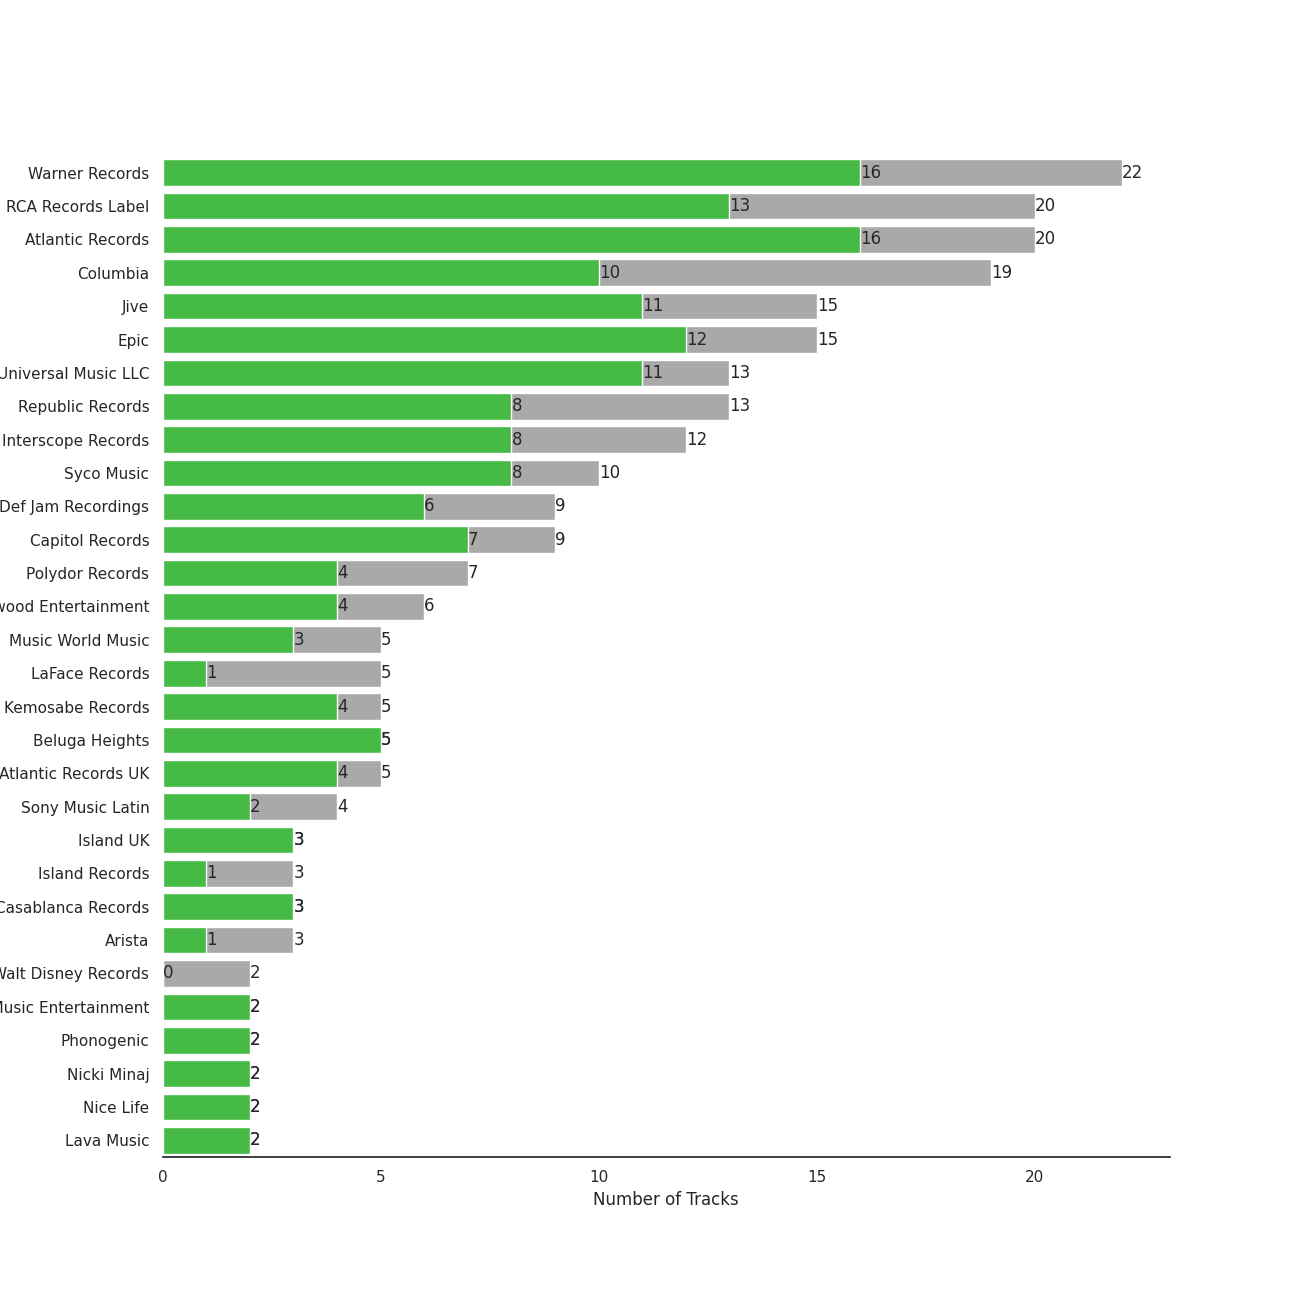 Warner Records 16 22
RCA Records Label 13 20
Atlantic Records 16 20
Columbia 10 19
Jive 11 15
Epic 12 15
Universal Music LLC 11 13
Republic Records 8 13
Interscope Records 8 12
Syco Music 8 10
Def Jam Recordings 6 9
Capitol Records 7 9
Polydor Records 4 7
Entertainment 4 6
Music World Music 3 5
LaFace Records 1 5
Kemosabe Records 4 5
Beluga Heights 5
Atlantic Records UK 4 5
Sony Music Latin 2 4
Island UK 3
Island Records 1 3
Casablanca Records 3
Arista 1 3
Walt Disney Records 0 2
Music Entertainment 2
Phonogenic 2
Nicki Minaj 2
Nice Life 2
Lava Music 2
0 5 10 15 20
Number of Tracks